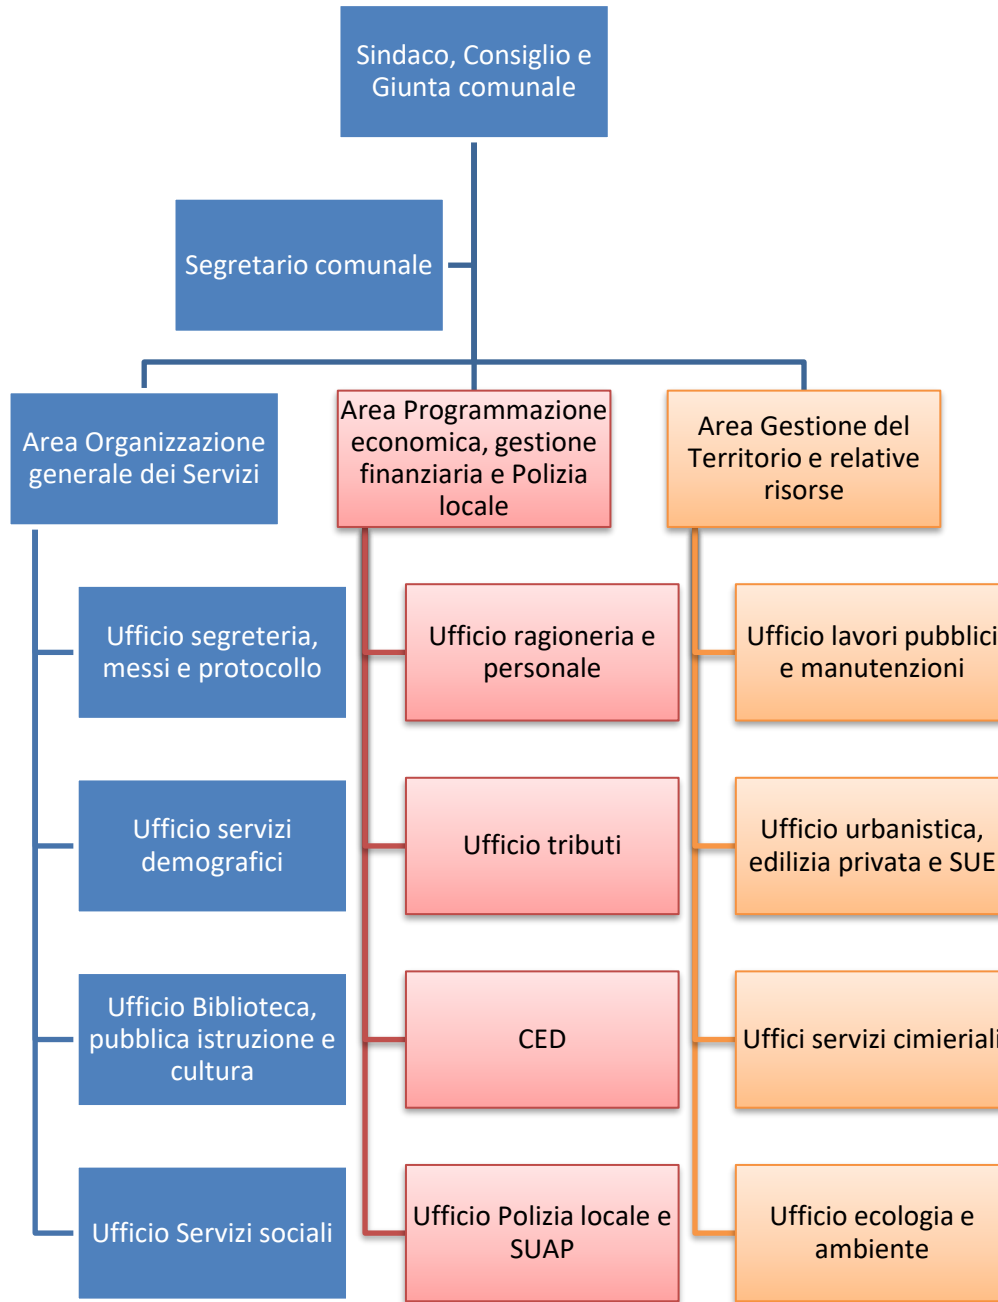 Sindaco, Consiglio e
Giunta comunale
Segretario comunale
Area Organizzazione
generale dei Servizi
Area Programmazione
economica, gestione
finanziaria e Polizia
locale
Area Gestione del
Territorio e relative
risorse
Ufficio segreteria,
messi e protocollo
Ufficio ragioneria e
personale
Ufficio lavori pubblici
e manutenzioni
Ufficio servizi
demografici
Ufficio tributi
Ufficio urbanistica,
edilizia privata e SUE
Ufficio Biblioteca,
pubblica istruzione e
cultura
CED
Uffici servizi cimieriali
Ufficio Servizi sociali
Ufficio Polizia locale e
SUAP
Ufficio ecologia e
ambiente